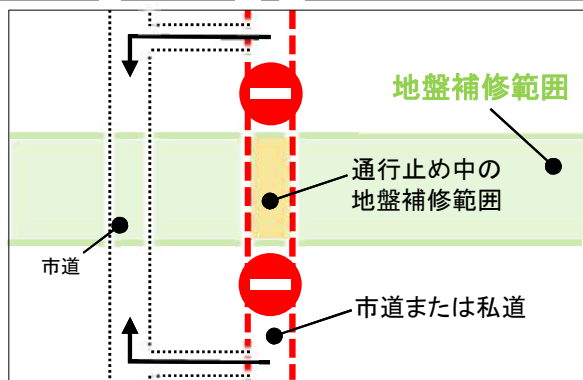 地盤補修範囲
通行止め中の
地盤補修範囲
市道
市道または私道